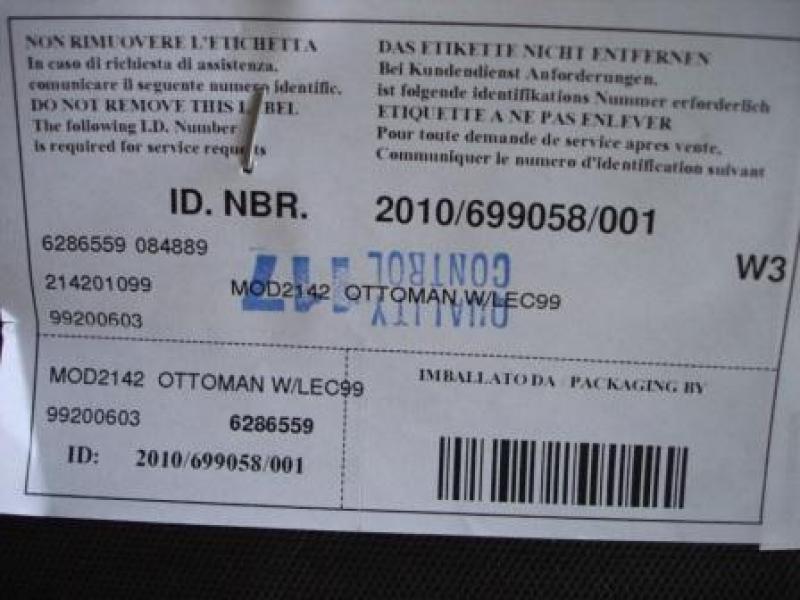 NON RIMUOVERE L'ETICHETTA
In caso di richiesta di assistenza,
comunicare il seguente numero identific.
DO NOT REMOVE THIS LABEL
The following I.D. Number
is required for service requests
DAS ETIKETTE NICHT ENTFERNEN
Bei Kundendienst Anforderungen,
ist folgende identifikations Nummer erforderlich
ETIQUETTE A NE PAS ENLEVER
Pour toute demande de service apres vente,
Communiquer le numero d'identification suivant
ID. NBR. 2010/699058/001
W3
6286559 084889
214201099 MOD2142 OTTOMAN W/LEC99
99200603
QUALITY
CONTROL
MOD2142 OTTOMAN W/LEC99
99200603 6286559
ID: 2010/699058/001
IMBALLATO DA / PACKAGING BY